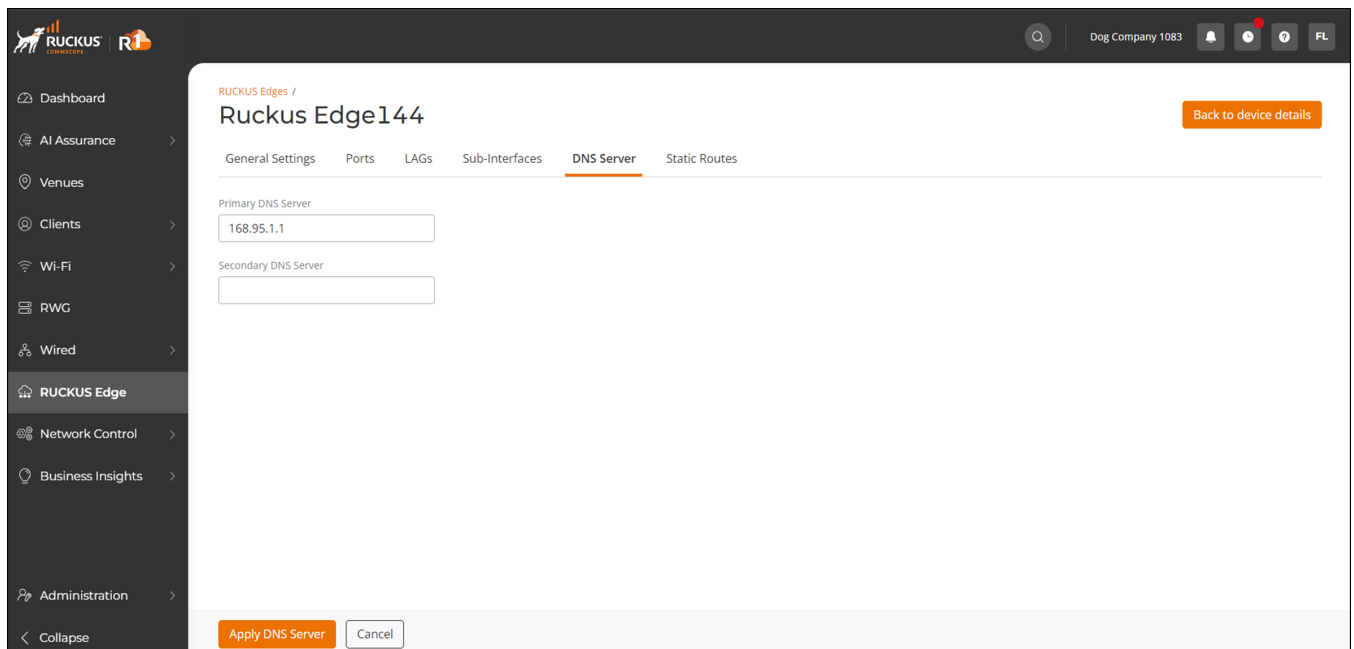 RUCKUS
COMMSCOPE
R1
Dog Company 1083
FL
Dashboard
AI Assurance
Venues
Clients
Wi-Fi
RWG
Wired
RUCKUS Edge
Network Control
Business Insights
Administration
Collapse
RUCKUS Edges /
Ruckus Edge144
Back to device details
General Settings Ports LAGs Sub-Interfaces DNS Server Static Routes
Primary DNS Server
168.95.1.1
Secondary DNS Server
Apply DNS Server Cancel